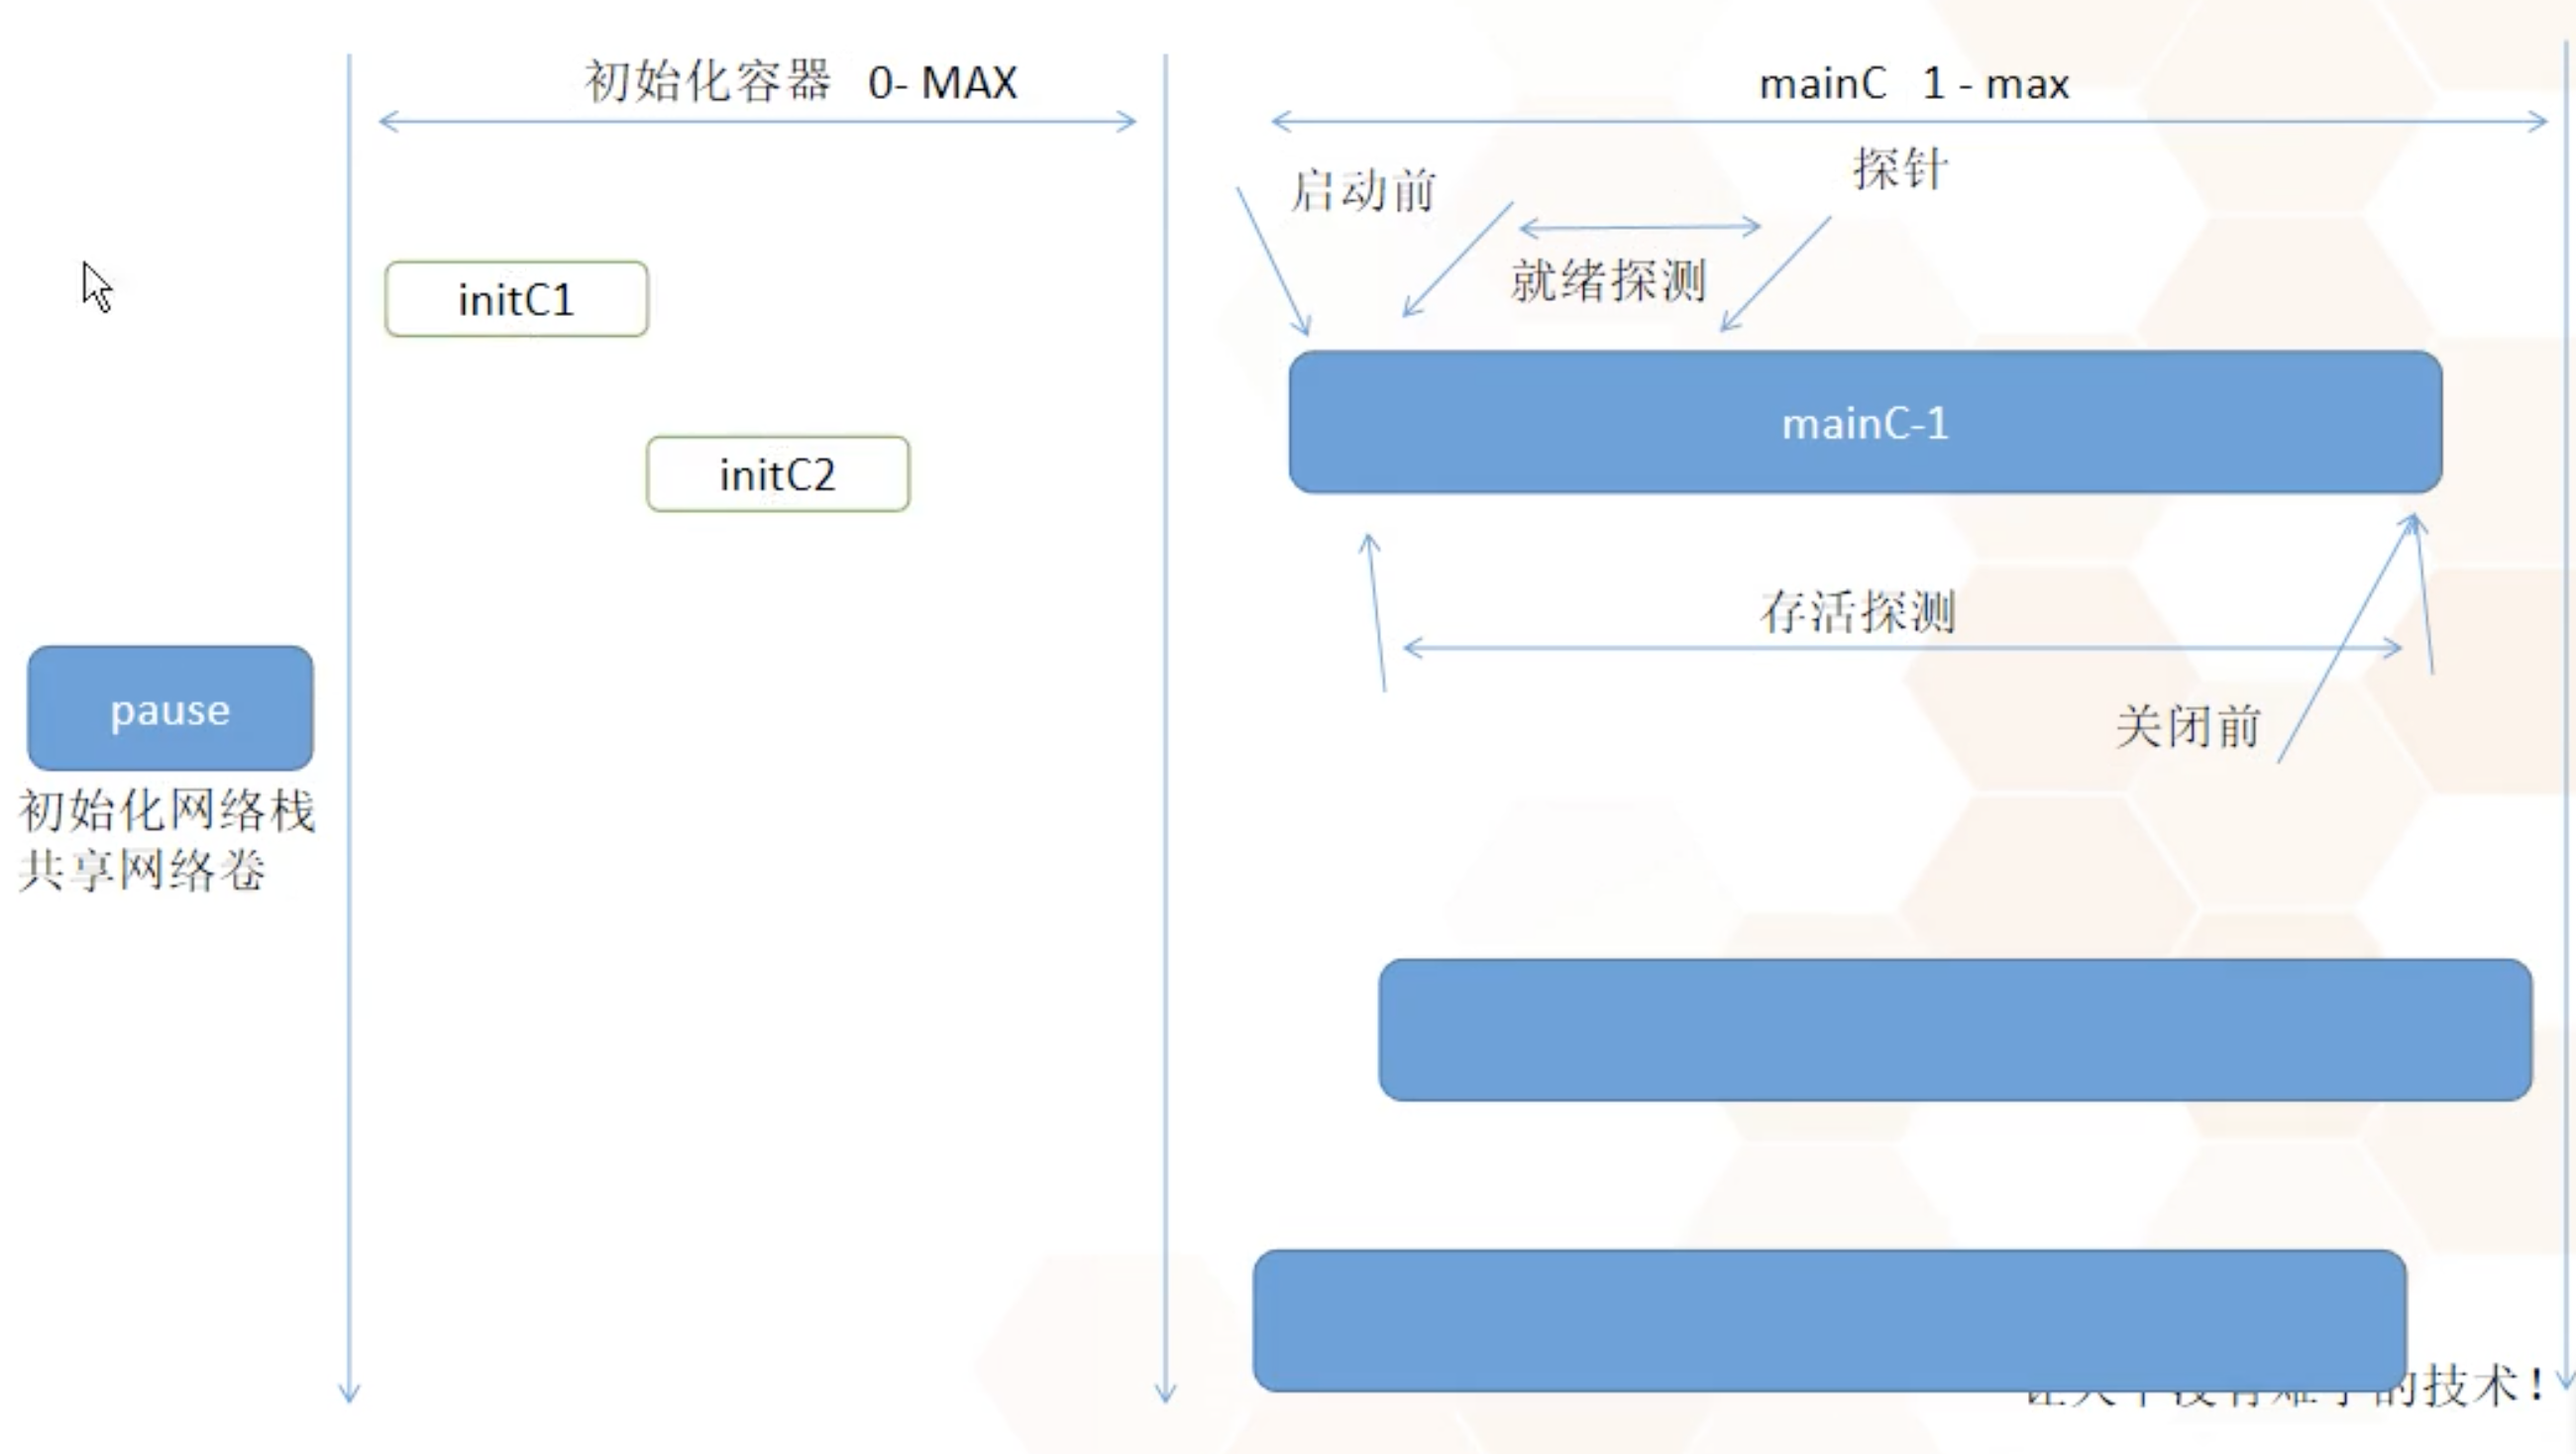 初始化容器 0- MAX
mainC 1 - max
探针
启动前
就绪探测
initC1
mainC-1
initC2
存活探测
pause
关闭前
初始化网络栈
共享网络卷
的技术！